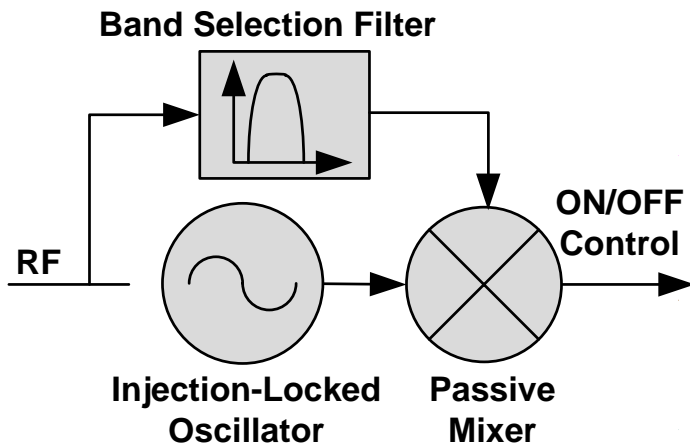 Band Selection Filter
ON/OFF
Control
RF
Injection-Locked
Oscillator
Passive
Mixer